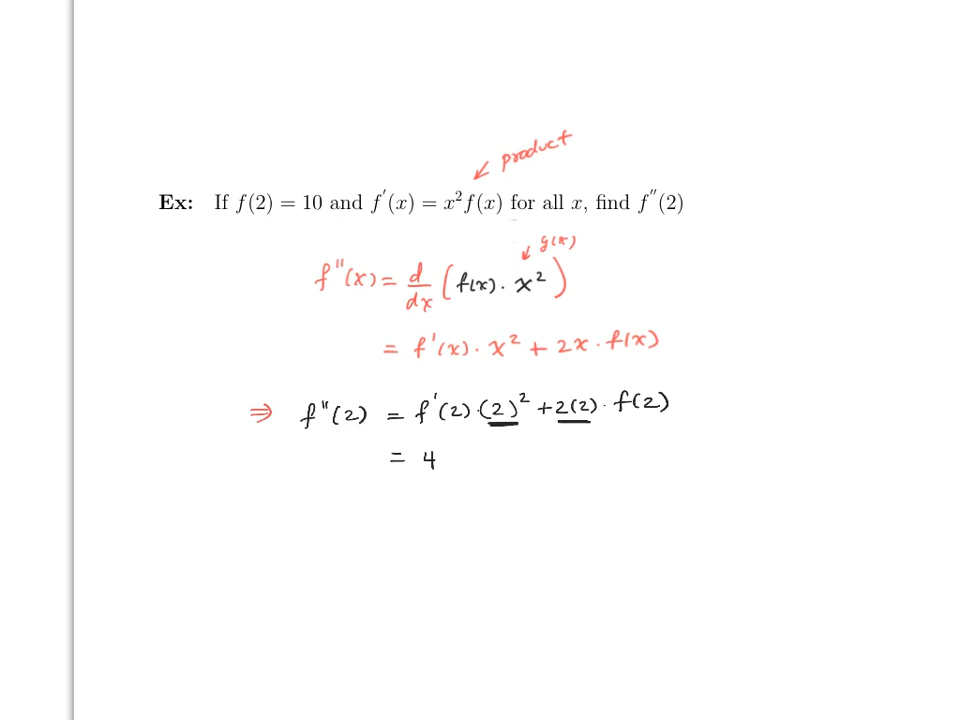 ↙ product
Ex: If f(2) = 10 and f′(x) = x²f(x) for all x, find f″(2)
↙ g(x)
f"(x) = d/dx (f(x) · x²)
= f'(x) · x² + 2x · f(x)
⇒ f"(2) = f'(2) · (2)² + 2(2) · f(2)
= 4